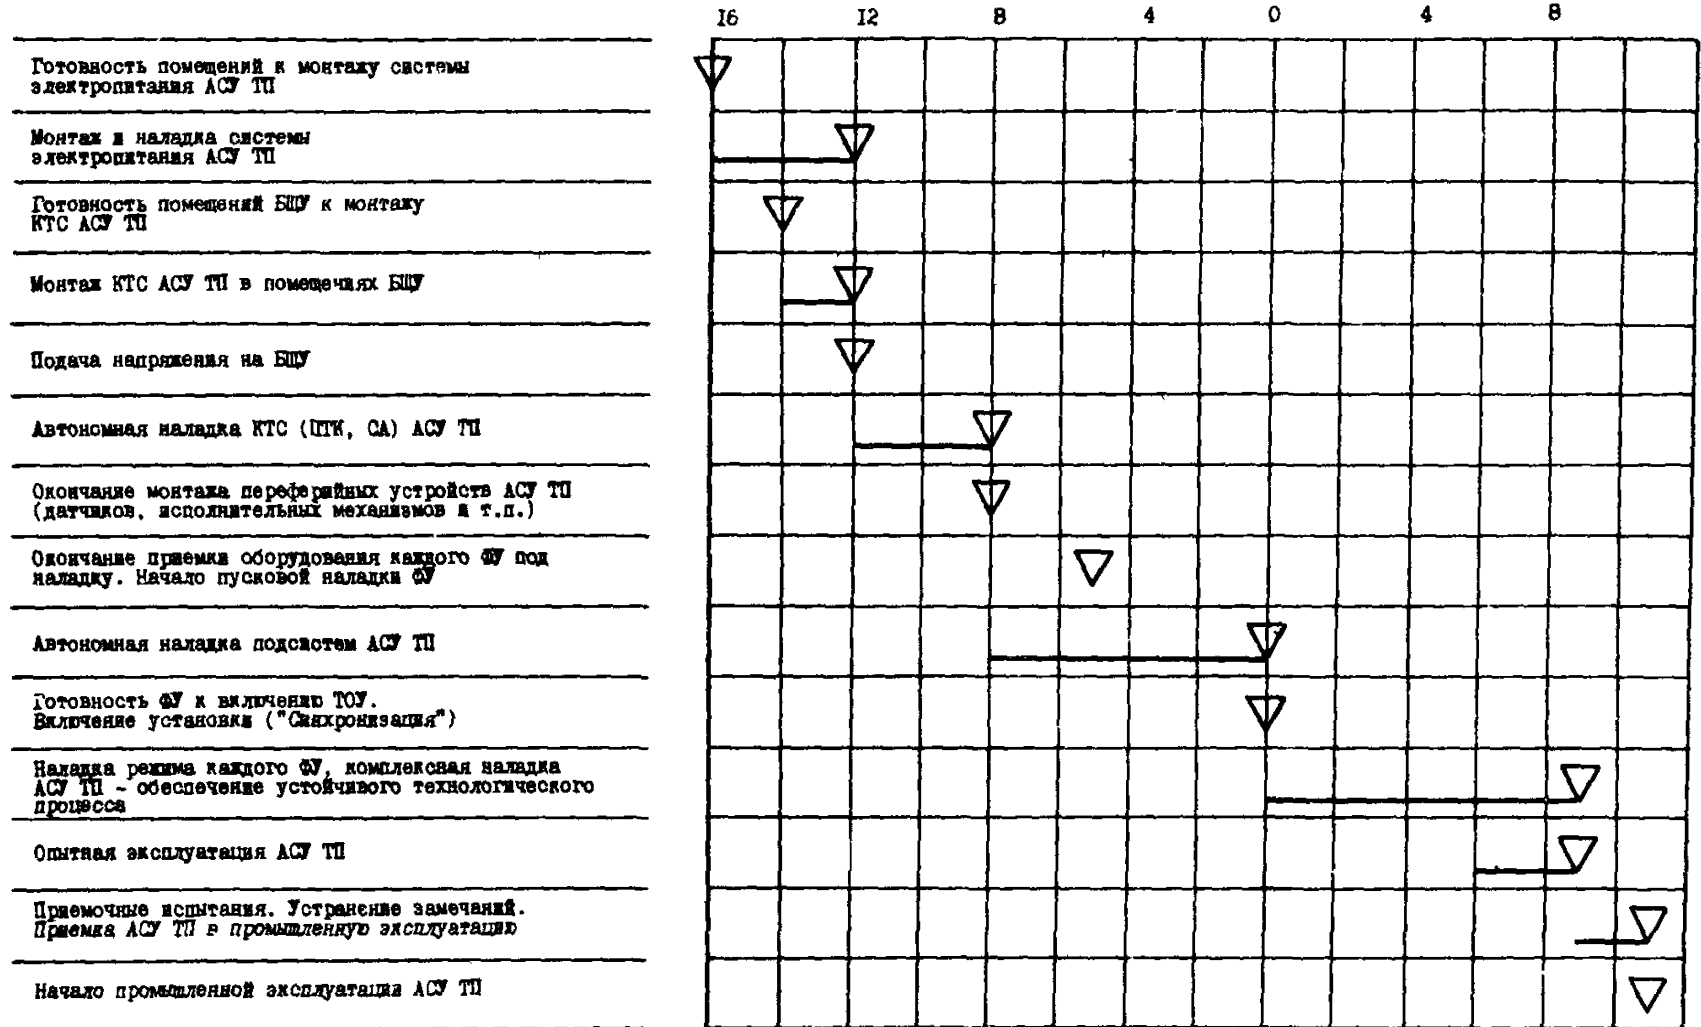 16 12 8 4 0 4 8
Готовность помещений к монтажу системы
электропитания АСУ ТП
Монтаж и наладка системы
электропитания АСУ ТП
Готовность помещений БЩУ к монтажу
КТС АСУ ТП
Монтаж КТС АСУ ТП в помещениях БЩУ
Подача напряжения на БЩУ
Автономная наладка КТС (ПТК, СА) АСУ ТП
Окончание монтажа переферийных устройств АСУ ТП
(датчиков, исполнительных механизмов и т.п.)
Окончание приемки оборудования каждого ФУ под
наладку. Начало пусковой наладки ФУ
Автономная наладка подсистем АСУ ТП
Готовность ФУ к включению ТОУ.
Включение установки ("Синхронизация")
Наладка режима каждого ФУ, комплексная наладка
АСУ ТП - обеспечение устойчивого технологического
процесса
Опытная эксплуатация АСУ ТП
Приемочные испытания. Устранение замечаний.
Приемка АСУ ТП в промышленную эксплуатацию
Начало промышленной эксплуатации АСУ ТП